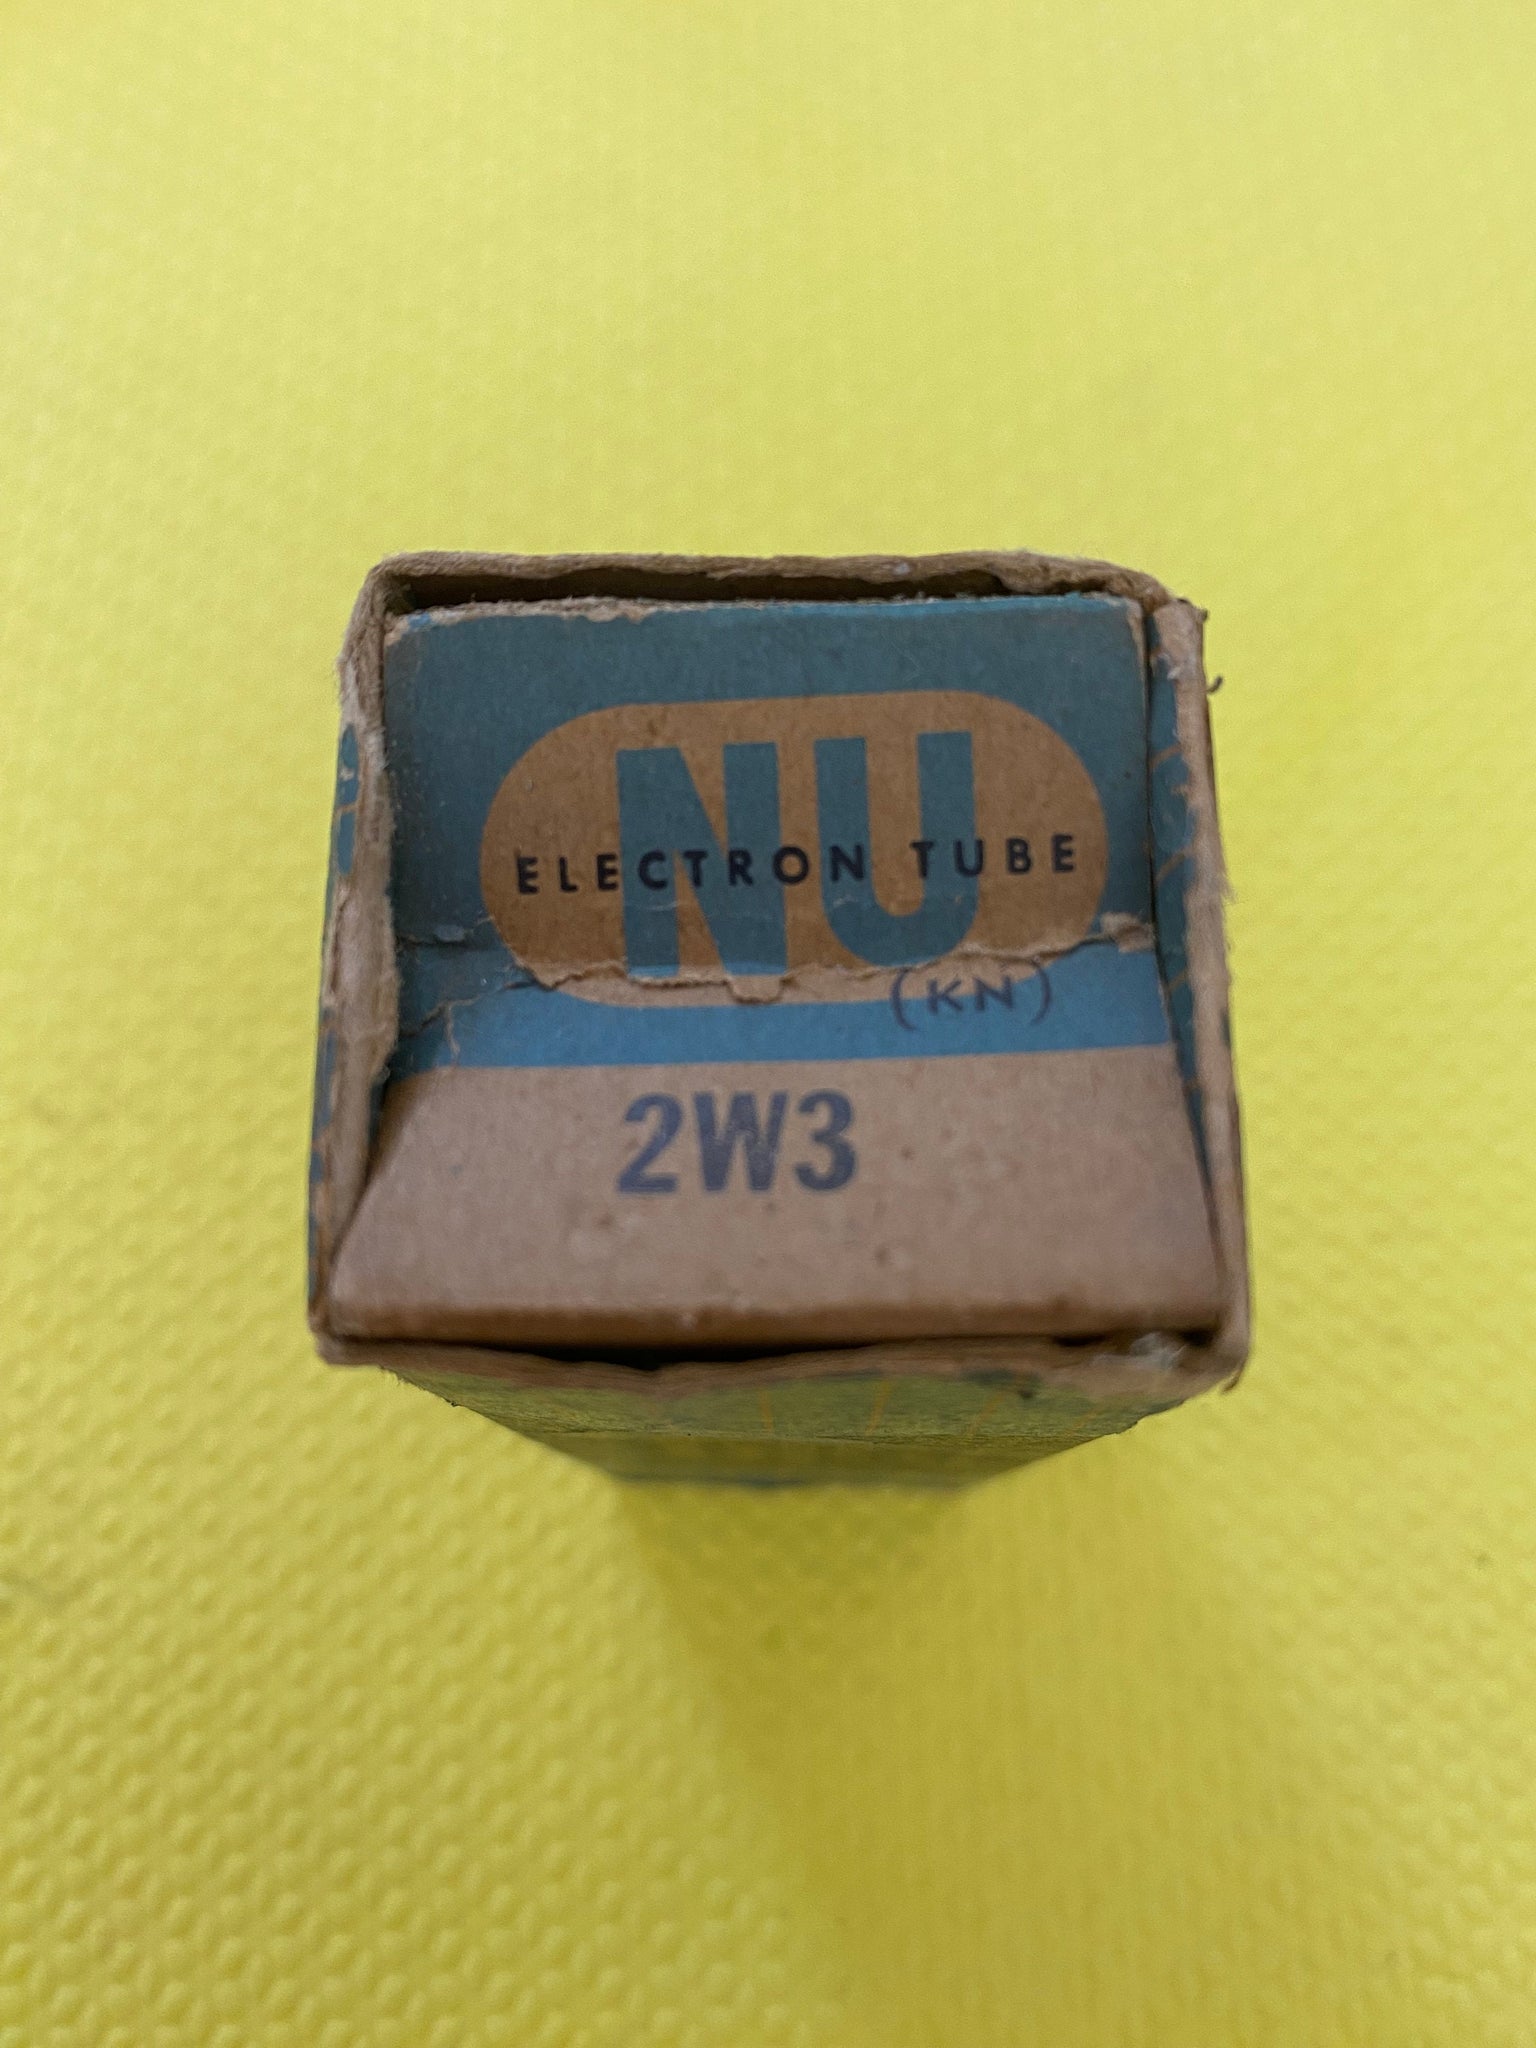 NU
ELECTRON TUBE
(KN)
2W3